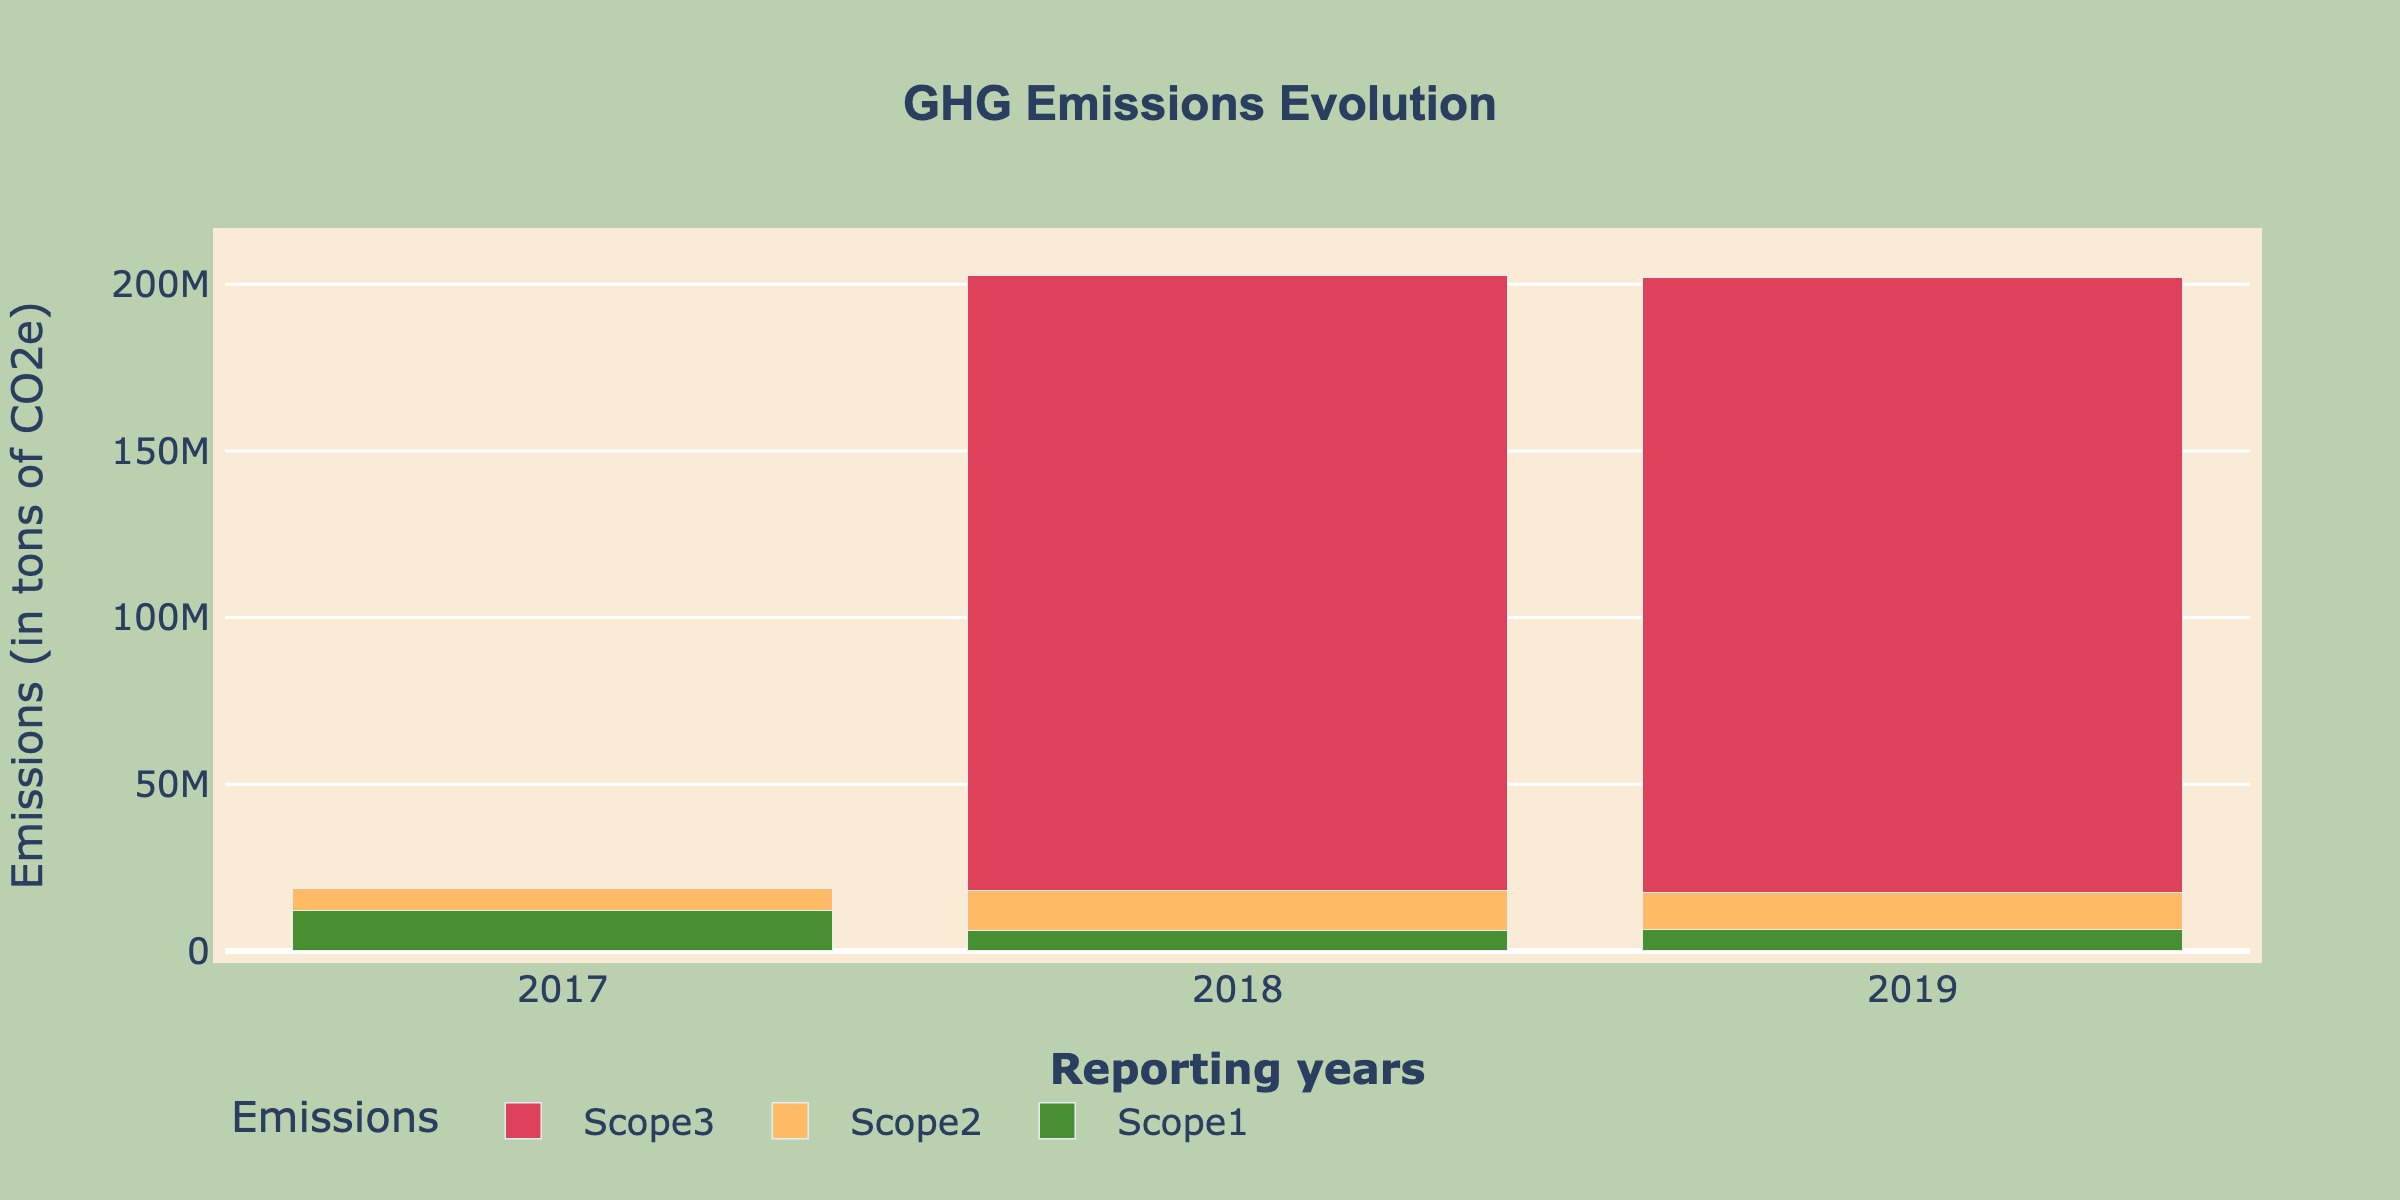 GHG Emissions Evolution
Emissions (in tons of CO2e)
200M
150M
100M
50M
0
2017 2018 2019
Reporting years
Emissions Scope3 Scope2 Scope1